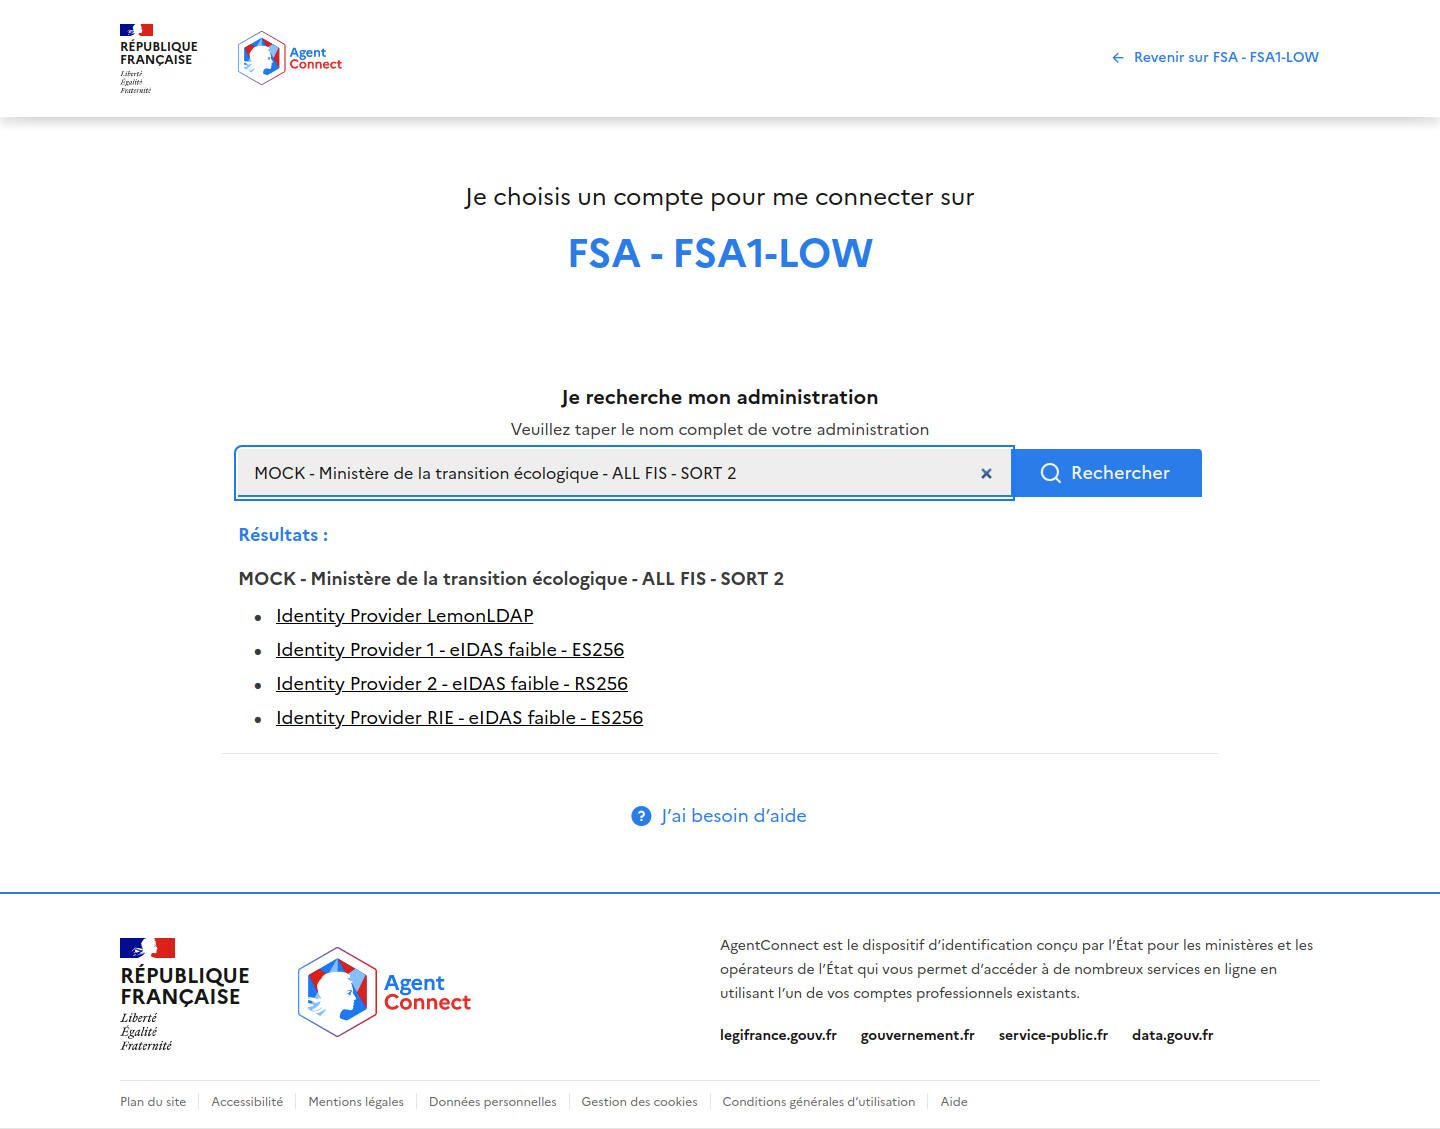 RÉPUBLIQUE
FRANÇAISE
Liberté
Égalité
Fraternité
Agent
Connect
← Revenir sur FSA - FSA1-LOW
Je choisis un compte pour me connecter sur
FSA - FSA1-LOW
Je recherche mon administration
Veuillez taper le nom complet de votre administration
MOCK - Ministère de la transition écologique - ALL FIS - SORT 2
Rechercher
Résultats :
MOCK - Ministère de la transition écologique - ALL FIS - SORT 2
• Identity Provider LemonLDAP
• Identity Provider 1 - eIDAS faible - ES256
• Identity Provider 2 - eIDAS faible - RS256
• Identity Provider RIE - eIDAS faible - ES256
? J’ai besoin d’aide
RÉPUBLIQUE
FRANÇAISE
Liberté
Égalité
Fraternité
Agent
Connect
AgentConnect est le dispositif d’identification conçu par l’État pour les ministères et les
opérateurs de l’État qui vous permet d’accéder à de nombreux services en ligne en
utilisant l’un de vos comptes professionnels existants.
legifrance.gouv.fr gouvernement.fr service-public.fr data.gouv.fr
Plan du site Accessibilité Mentions légales Données personnelles Gestion des cookies Conditions générales d’utilisation Aide